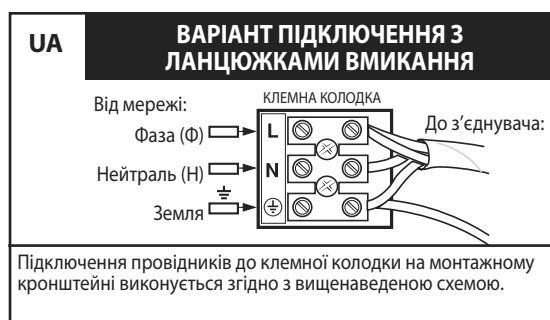 UA
ВАРІАНТ ПІДКЛЮЧЕННЯ З
ЛАНЦЮЖКАМИ ВМИКАННЯ
КЛЕМНА КОЛОДКА
Від мережі:
До з’єднувача:
Фаза (Ф)
L
Нейтраль (Н)
N
Земля
Підключення провідників до клемної колодки на монтажному
кронштейні виконується згідно з вищенаведеною схемою.